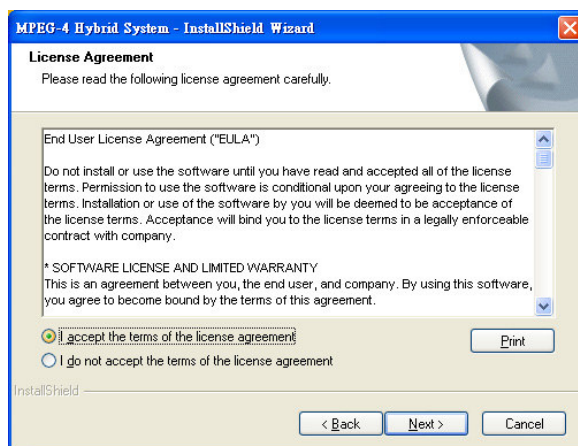 MPEG-4 Hybrid System - InstallShield Wizard
License Agreement
Please read the following license agreement carefully.
End User License Agreement ("EULA")
Do not install or use the software until you have read and accepted all of the license
terms. Permission to use the software is conditional upon your agreeing to the license
terms. Installation or use of the software by you will be deemed to be acceptance of
the license terms. Acceptance will bind you to the license terms in a legally enforceable
contract with company.
* SOFTWARE LICENSE AND LIMITED WARRANTY
This is an agreement between you, the end user, and company. By using this software,
you agree to become bound by the terms of this agreement.
I accept the terms of the license agreement
Print
I do not accept the terms of the license agreement
InstallShield
< Back
Next >
Cancel